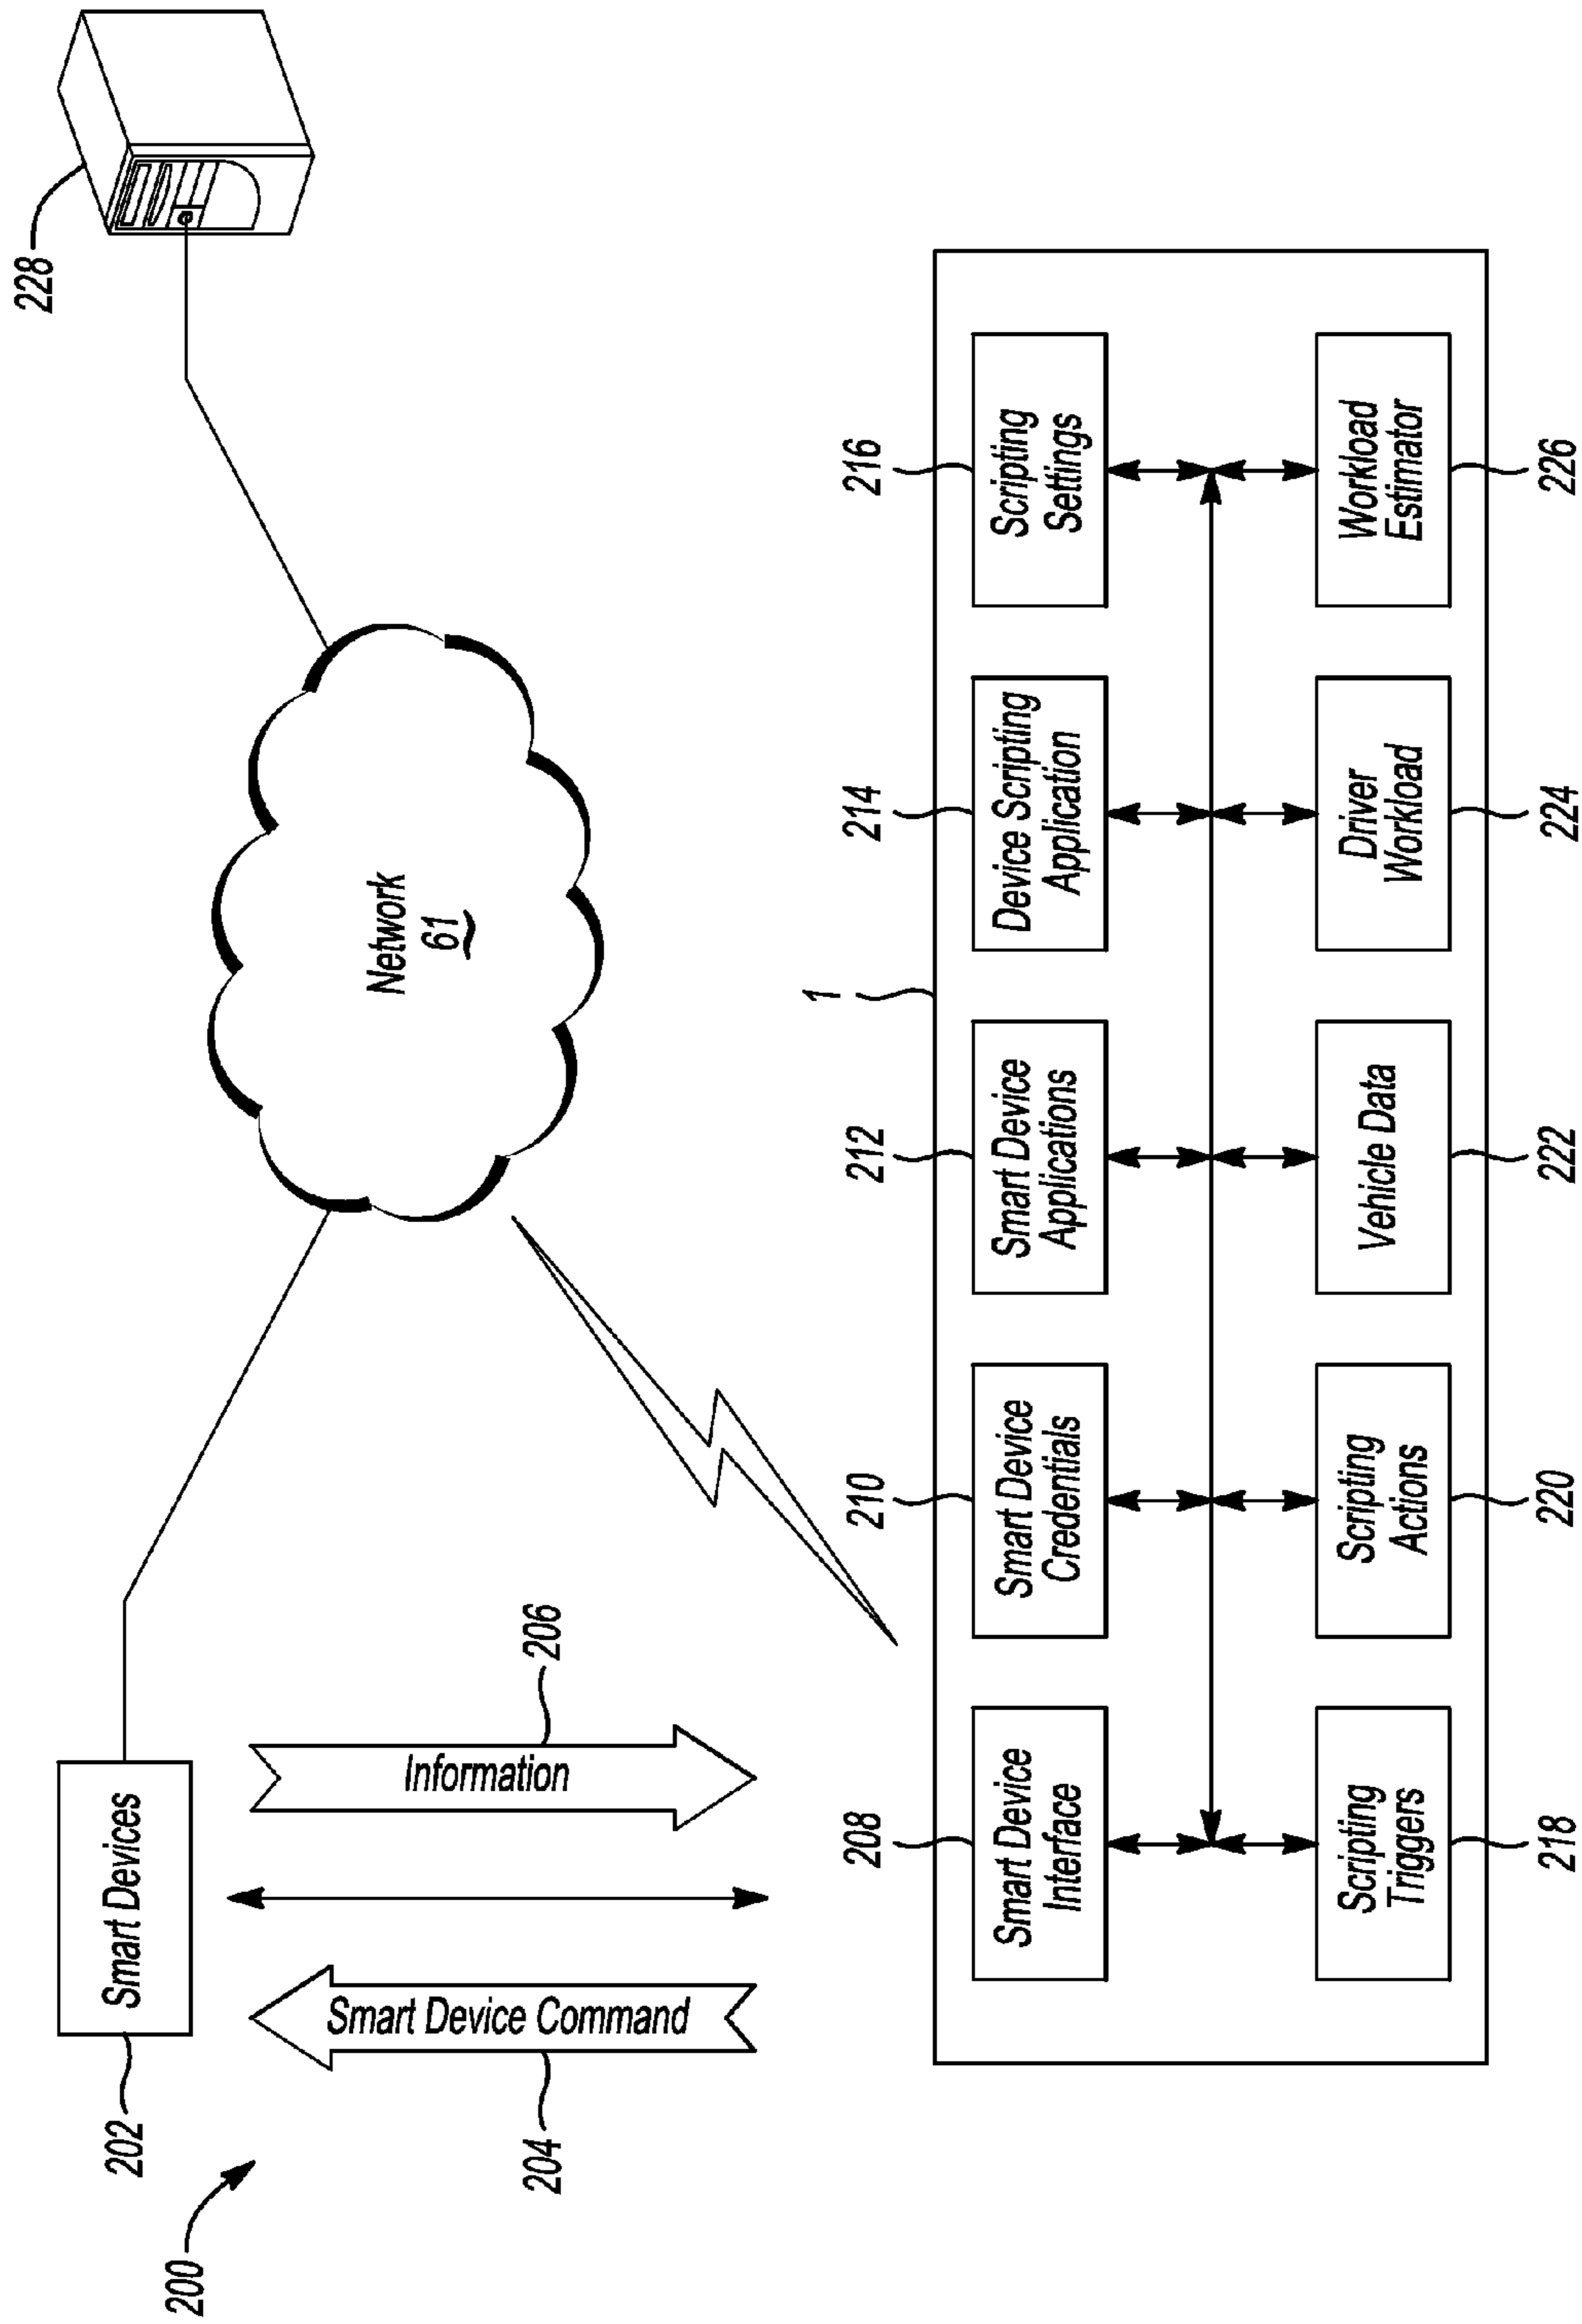 200
202
Smart Devices
204
Smart Device Command
206
Information
Network
61
228
1
208
Smart Device
Interface
210
Smart Device
Credentials
212
Smart Device
Applications
214
Device Scripting
Application
216
Scripting
Settings
Scripting
Triggers
218
Scripting
Actions
220
Vehicle Data
222
Driver
Workload
224
Workload
Estimator
226